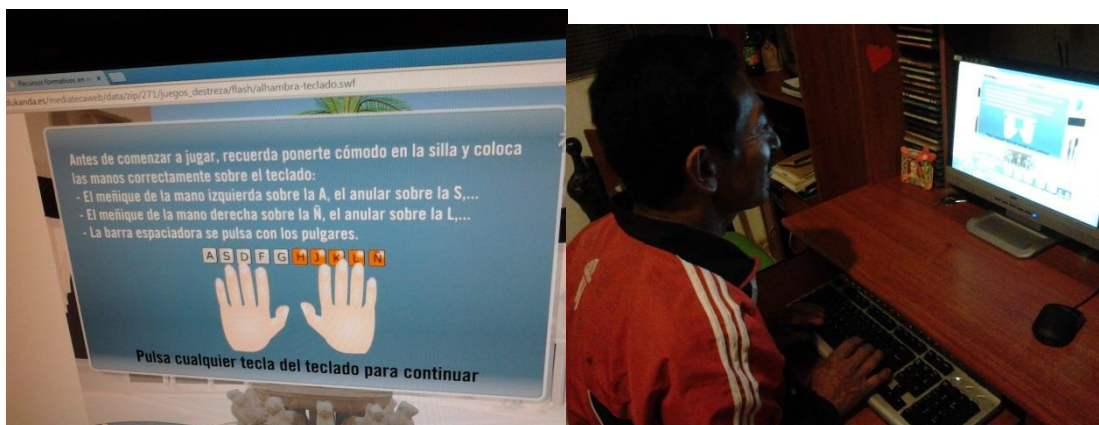 Recursos formativos en
dukanda.es/mediatecaweb/data/zip/271/juegos_destreza/flash/alhambra-teclado.swf
Antes de comenzar a jugar, recuerda ponerte cómodo en la silla y coloca
las manos correctamente sobre el teclado:
- El meñique de la mano izquierda sobre la A, el anular sobre la S,...
- El meñique de la mano derecha sobre la Ñ, el anular sobre la L,...
- La barra espaciadora se pulsa con los pulgares.
A S D F G H J K L Ñ
Pulsa cualquier tecla del teclado para continuar